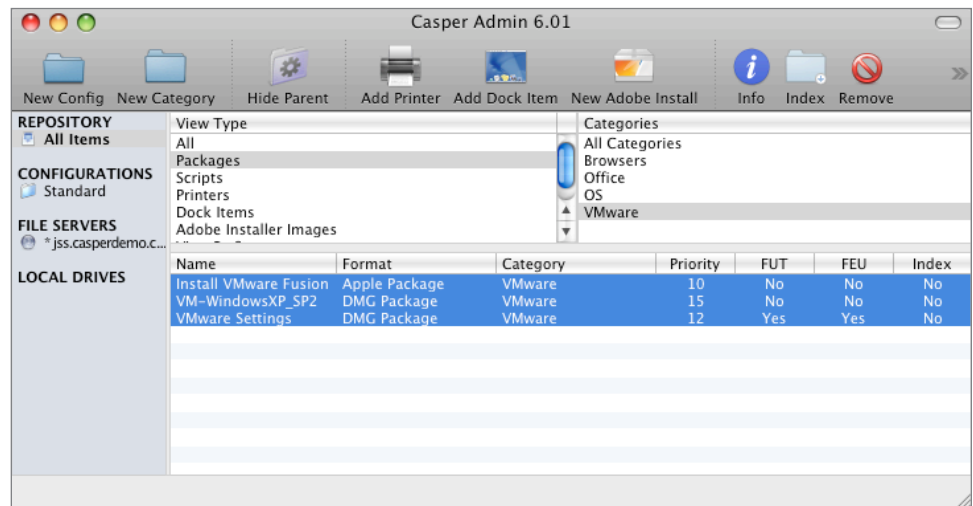 Casper Admin 6.01
New Config New Category Hide Parent Add Printer Add Dock Item New Adobe Install Info Index Remove
REPOSITORY
All Items
CONFIGURATIONS
Standard
FILE SERVERS
* jss.casperdemo.c...
LOCAL DRIVES
View Type
All
Packages
Scripts
Printers
Dock Items
Adobe Installer Images
Categories
All Categories
Browsers
Office
OS
VMware
Name Format Category Priority FUT FEU Index
Install VMware Fusion Apple Package VMware 10 No No No
VM-WindowsXP_SP2 DMG Package VMware 15 No No No
VMware Settings DMG Package VMware 12 Yes Yes No